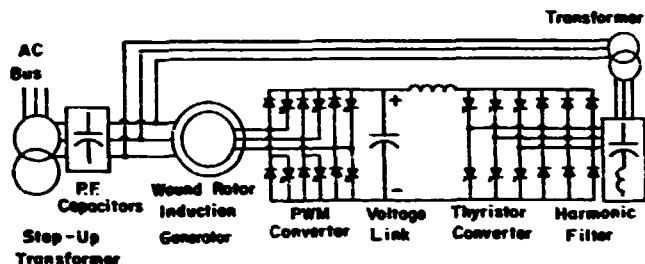 Transformer
AC
Bus
P.F.
Capacitors
Step-Up
Transformer
Wound Rotor
Induction
Generator
+
-
PWM
Converter
Voltage
Link
Thyristor
Converter
Harmonic
Filter